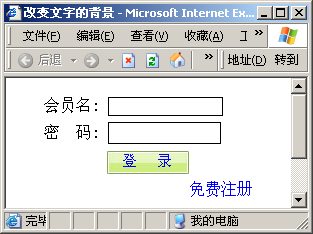 改变文字的背景 - Microsoft Internet Ex...
文件(F) 编辑(E) 查看(V) 收藏(A) »
后退 » 地址(D) 转到
会员名:
密 码:
登 录
免费注册
完毕 我的电脑